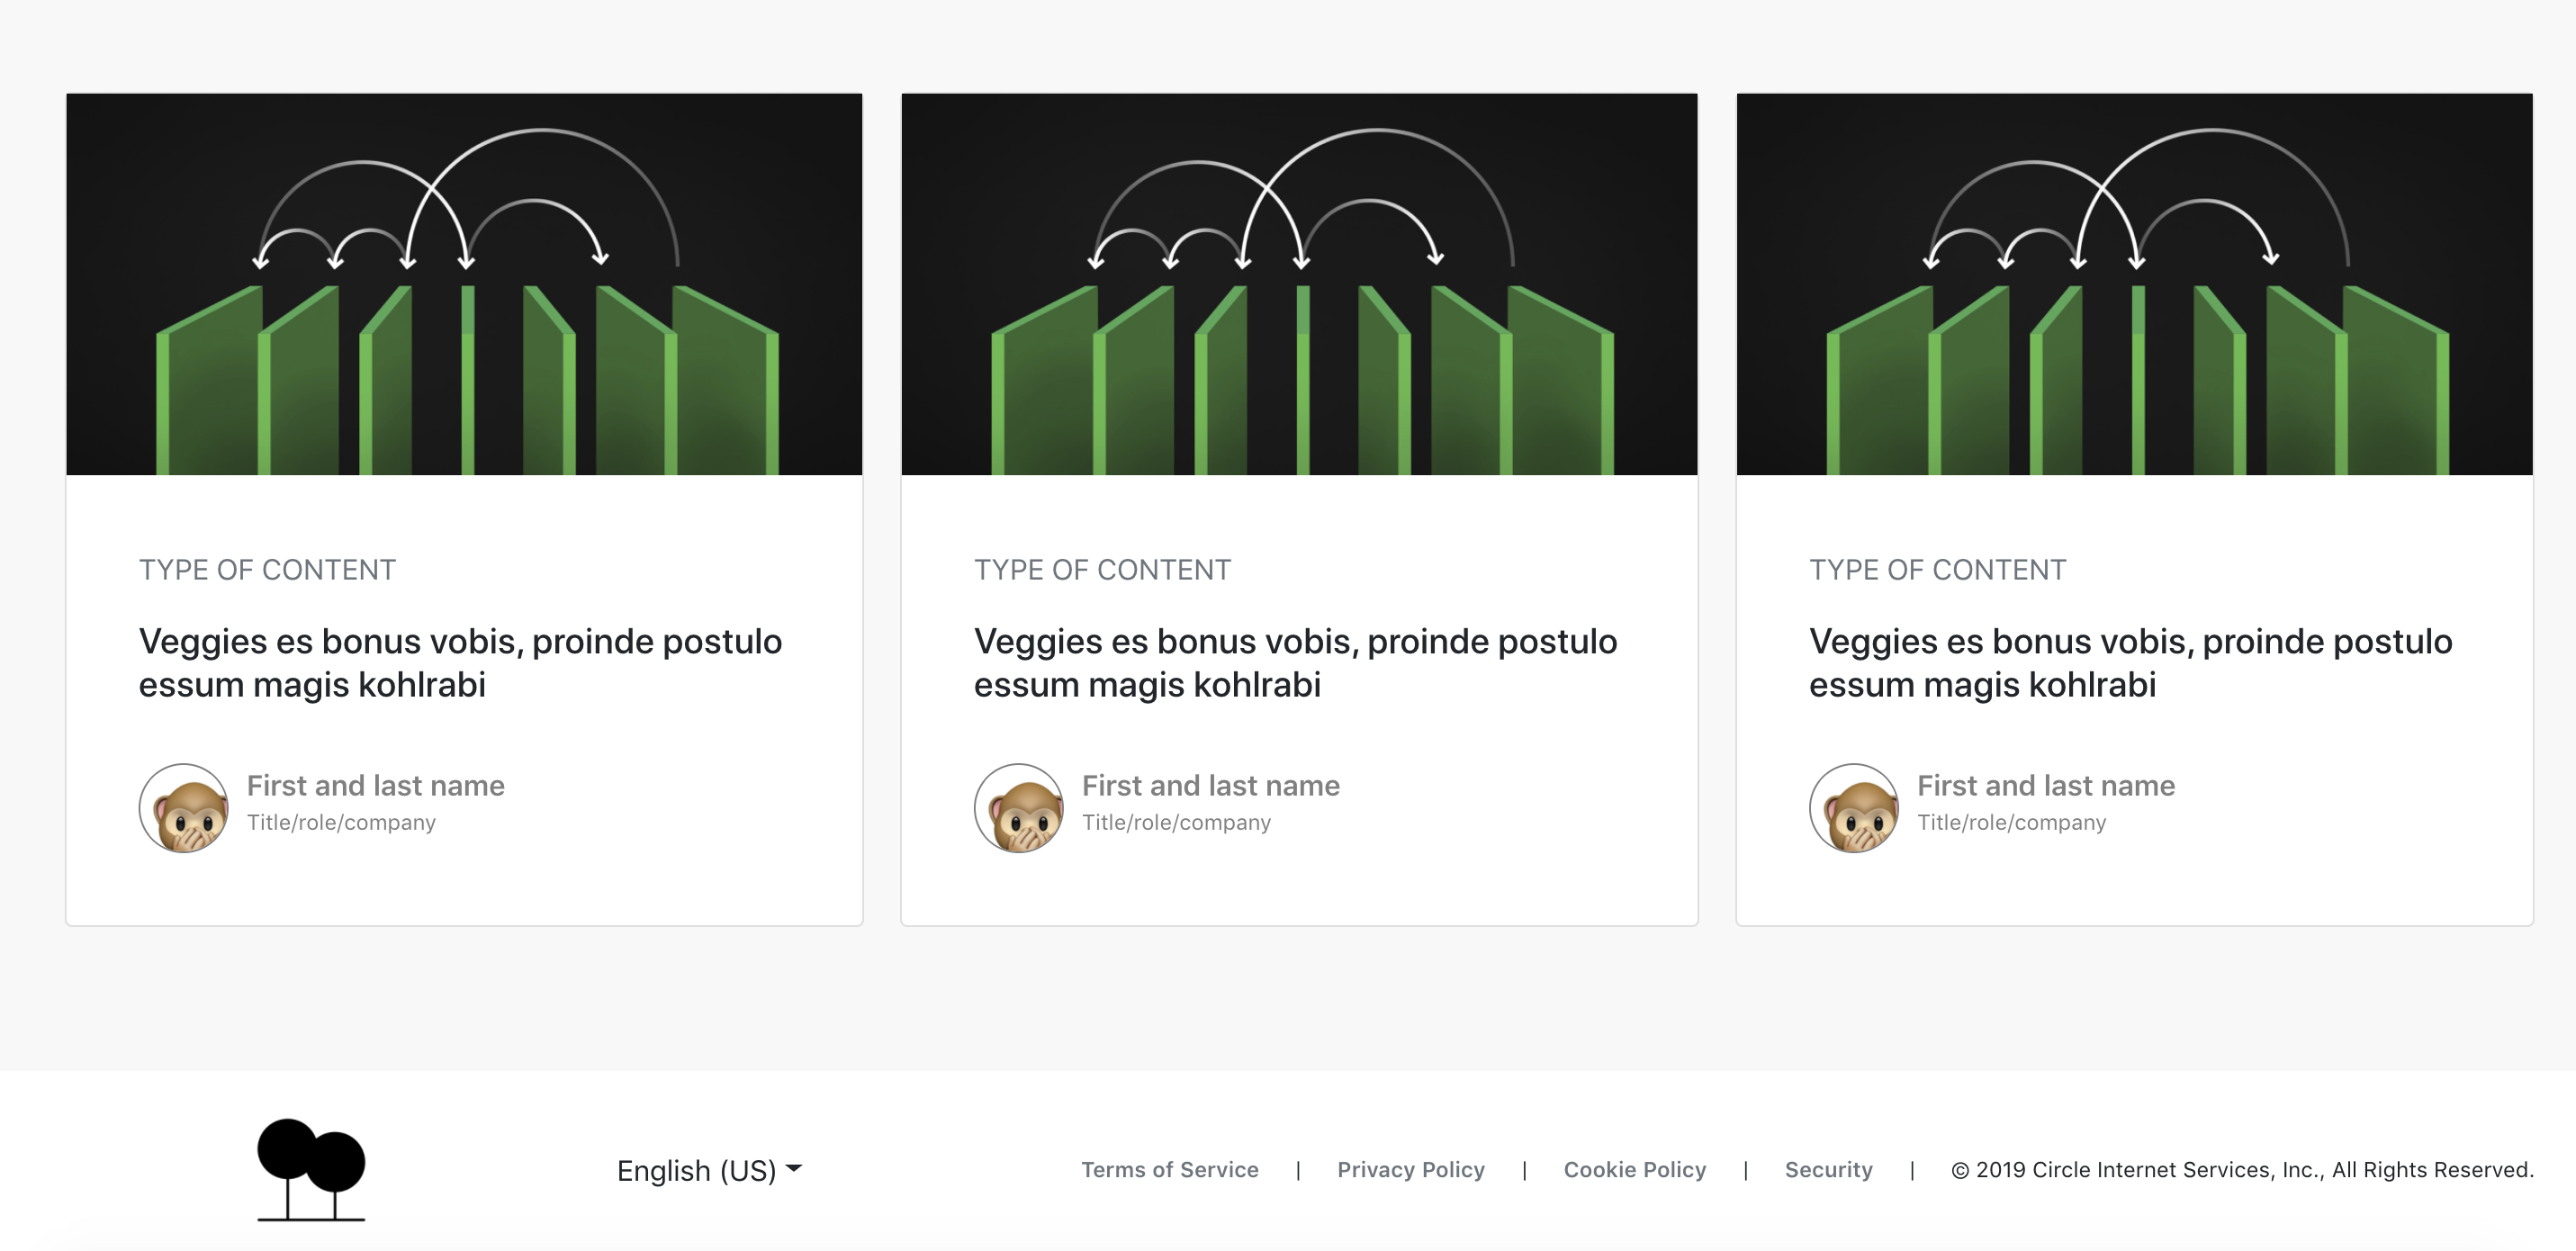 TYPE OF CONTENT
Veggies es bonus vobis, proinde postulo
essum magis kohlrabi
First and last name
Title/role/company
TYPE OF CONTENT
Veggies es bonus vobis, proinde postulo
essum magis kohlrabi
First and last name
Title/role/company
TYPE OF CONTENT
Veggies es bonus vobis, proinde postulo
essum magis kohlrabi
First and last name
Title/role/company
English (US)
Terms of Service | Privacy Policy | Cookie Policy | Security | © 2019 Circle Internet Services, Inc., All Rights Reserved.